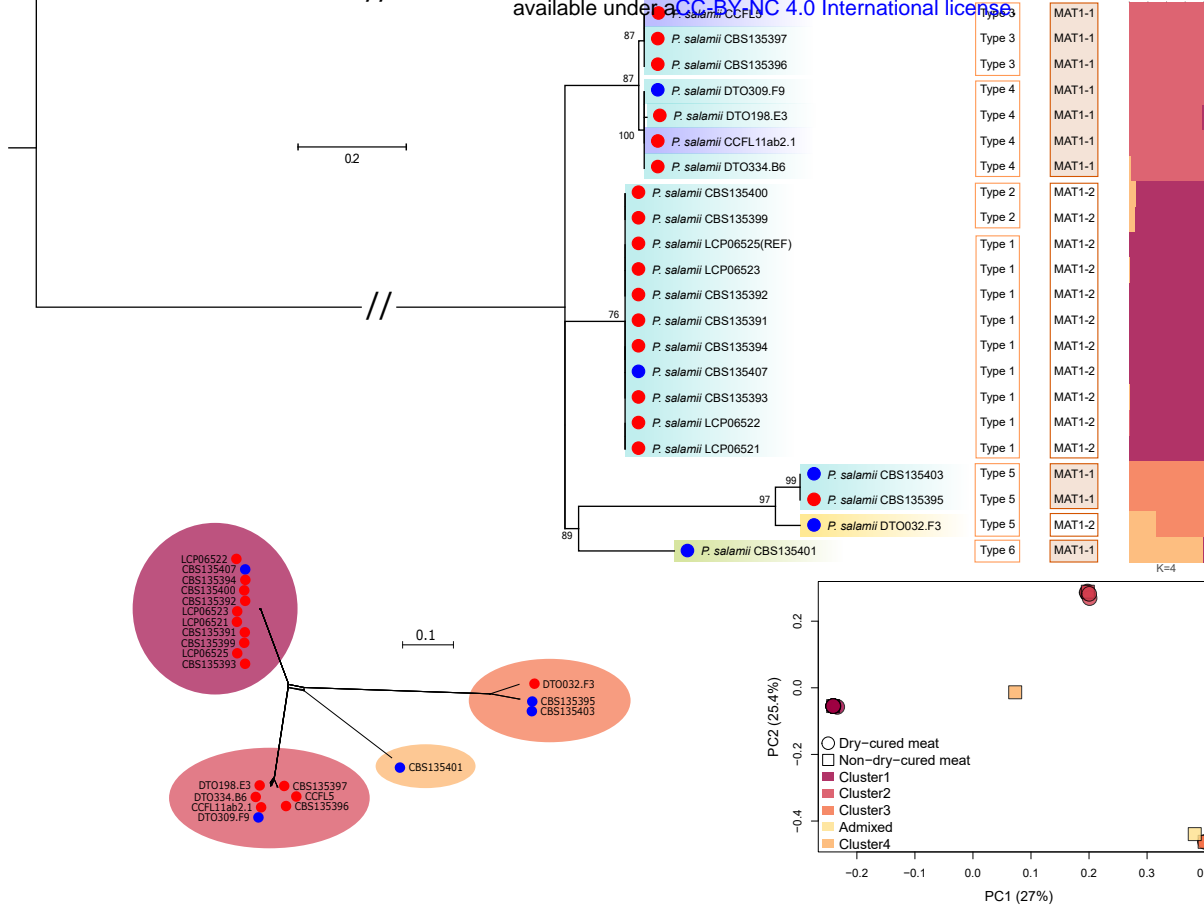 available under aCC-BY-NC 4.0 International license
P. salamii CCFL5 Type 3 MAT1-1
87 P. salamii CBS135397 Type 3 MAT1-1
P. salamii CBS135396 Type 3 MAT1-1
87
P. salamii DTO309.F9 Type 4 MAT1-1
P. salamii DTO198.E3 Type 4 MAT1-1
100 P. salamii CCFL11ab2.1 Type 4 MAT1-1
0.2
P. salamii DTO334.B6 Type 4 MAT1-1
P. salamii CBS135400 Type 2 MAT1-2
P. salamii CBS135399 Type 2 MAT1-2
P. salamii LCP06525(REF) Type 1 MAT1-2
P. salamii LCP06523 Type 1 MAT1-2
P. salamii CBS135392 Type 1 MAT1-2
//
76 P. salamii CBS135391 Type 1 MAT1-2
P. salamii CBS135394 Type 1 MAT1-2
P. salamii CBS135407 Type 1 MAT1-2
P. salamii CBS135393 Type 1 MAT1-2
P. salamii LCP06522 Type 1 MAT1-2
P. salamii LCP06521 Type 1 MAT1-2
99 P. salamii CBS135403 Type 5 MAT1-1
97 P. salamii CBS135395 Type 5 MAT1-1
P. salamii DTO032.F3 Type 5 MAT1-2
89
P. salamii CBS135401 Type 6 MAT1-1
K=4
LCP06522
CBS135407
CBS135394
CBS135400
CBS135392
LCP06523
LCP06521
CBS135391
CBS135399
LCP06525
CBS135393
0.1
DTO032.F3
CBS135395
CBS135403
CBS135401
DTO198.E3 CBS135397
DTO334.B6 CCFL5
CCFL11ab2.1 CBS135396
DTO309.F9
PC2 (25.4%)
0.2
0.0
−0.2
−0.4
Dry−cured meat
Non−dry−cured meat
Cluster1
Cluster2
Cluster3
Admixed
Cluster4
−0.2 −0.1 0.0 0.1 0.2 0.3
PC1 (27%)